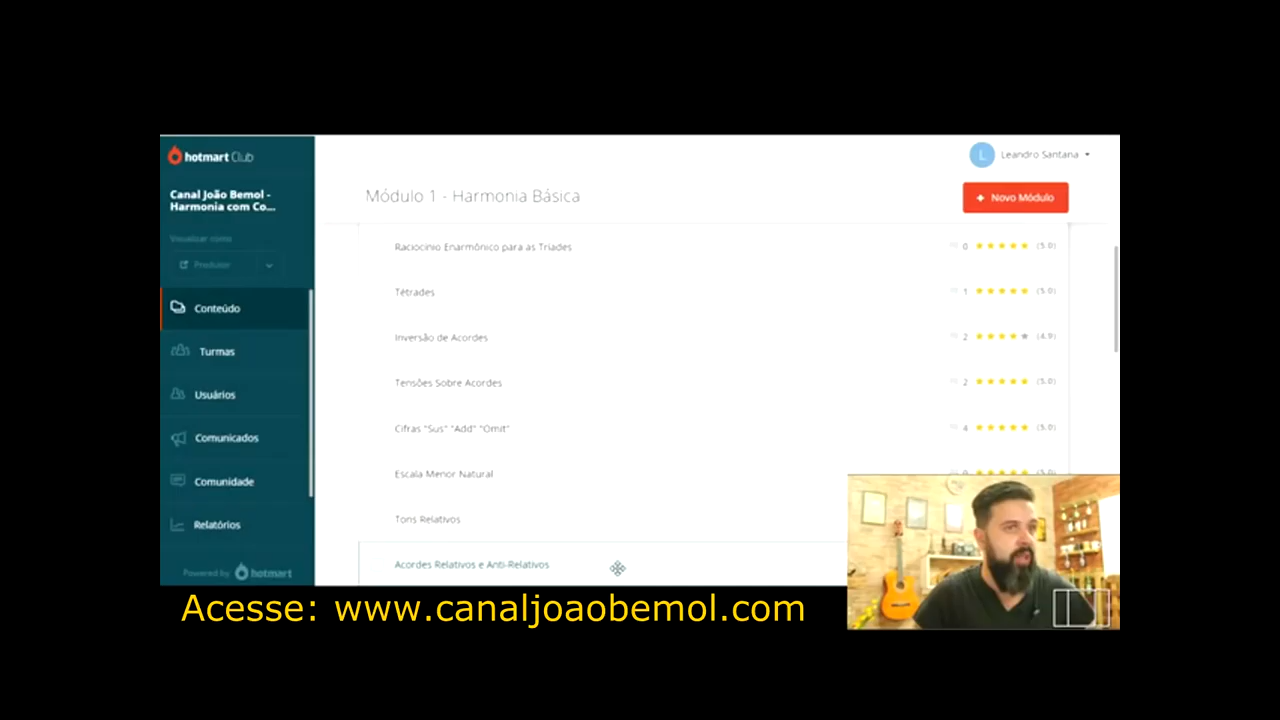 hotmart Club
Leandro Santana
Canal João Bemol -
Harmonia com Co...
Módulo 1 - Harmonia Básica
Novo Módulo
Visualizar como
Produtor
Raciocínio Enarmônico para as Tríades 0 (5.0)
Tétrades 1 (5.0)
Conteúdo
Inversão de Acordes 2 (4.9)
Turmas
Tensões Sobre Acordes 2 (5.0)
Usuários
Cifras "Sus" "Add" "Omit" 4 (5.0)
Comunicados
Escala Menor Natural (5.0)
Comunidade
Tons Relativos
Relatórios
Acordes Relativos e Anti-Relativos
Powered by hotmart
Acesse: www.canaljoaobemol.com